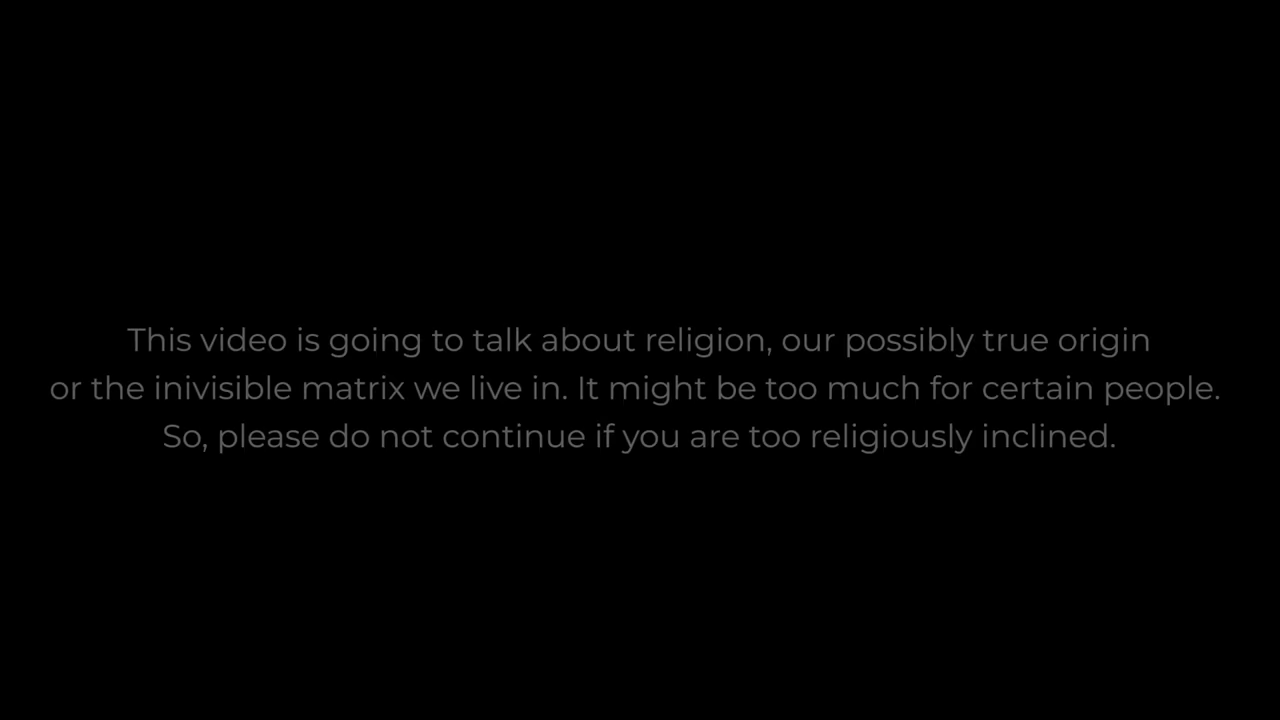 This video is going to talk about religion, our possibly true origin
or the inivisible matrix we live in. It might be too much for certain people.
So, please do not continue if you are too religiously inclined.